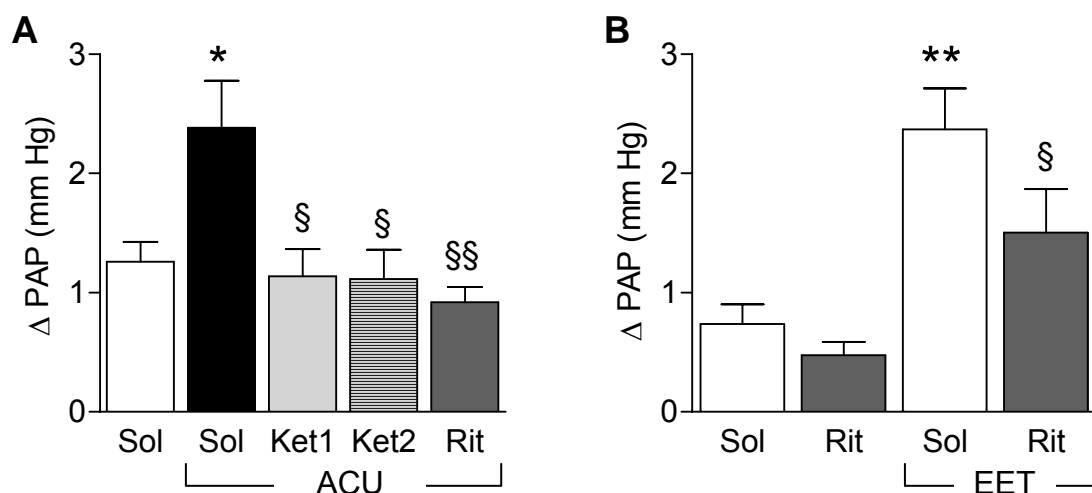 A
Δ PAP (mm Hg)
3
2
1
0
*
§
§
§§
Sol Sol Ket1 Ket2 Rit
ACU
B
Δ PAP (mm Hg)
3
2
1
0
**
§
Sol Rit Sol Rit
EET